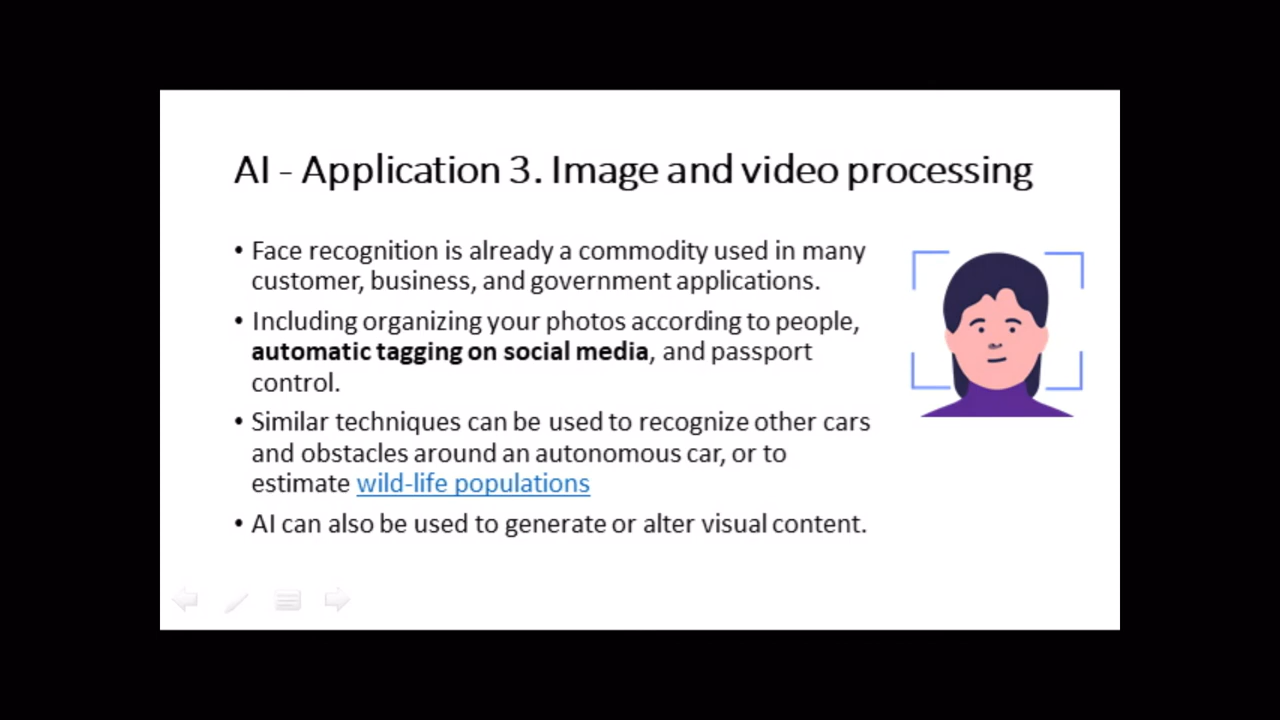 AI - Application 3. Image and video processing
• Face recognition is already a commodity used in many
customer, business, and government applications.
• Including organizing your photos according to people,
automatic tagging on social media, and passport
control.
• Similar techniques can be used to recognize other cars
and obstacles around an autonomous car, or to
estimate wild-life populations
• AI can also be used to generate or alter visual content.